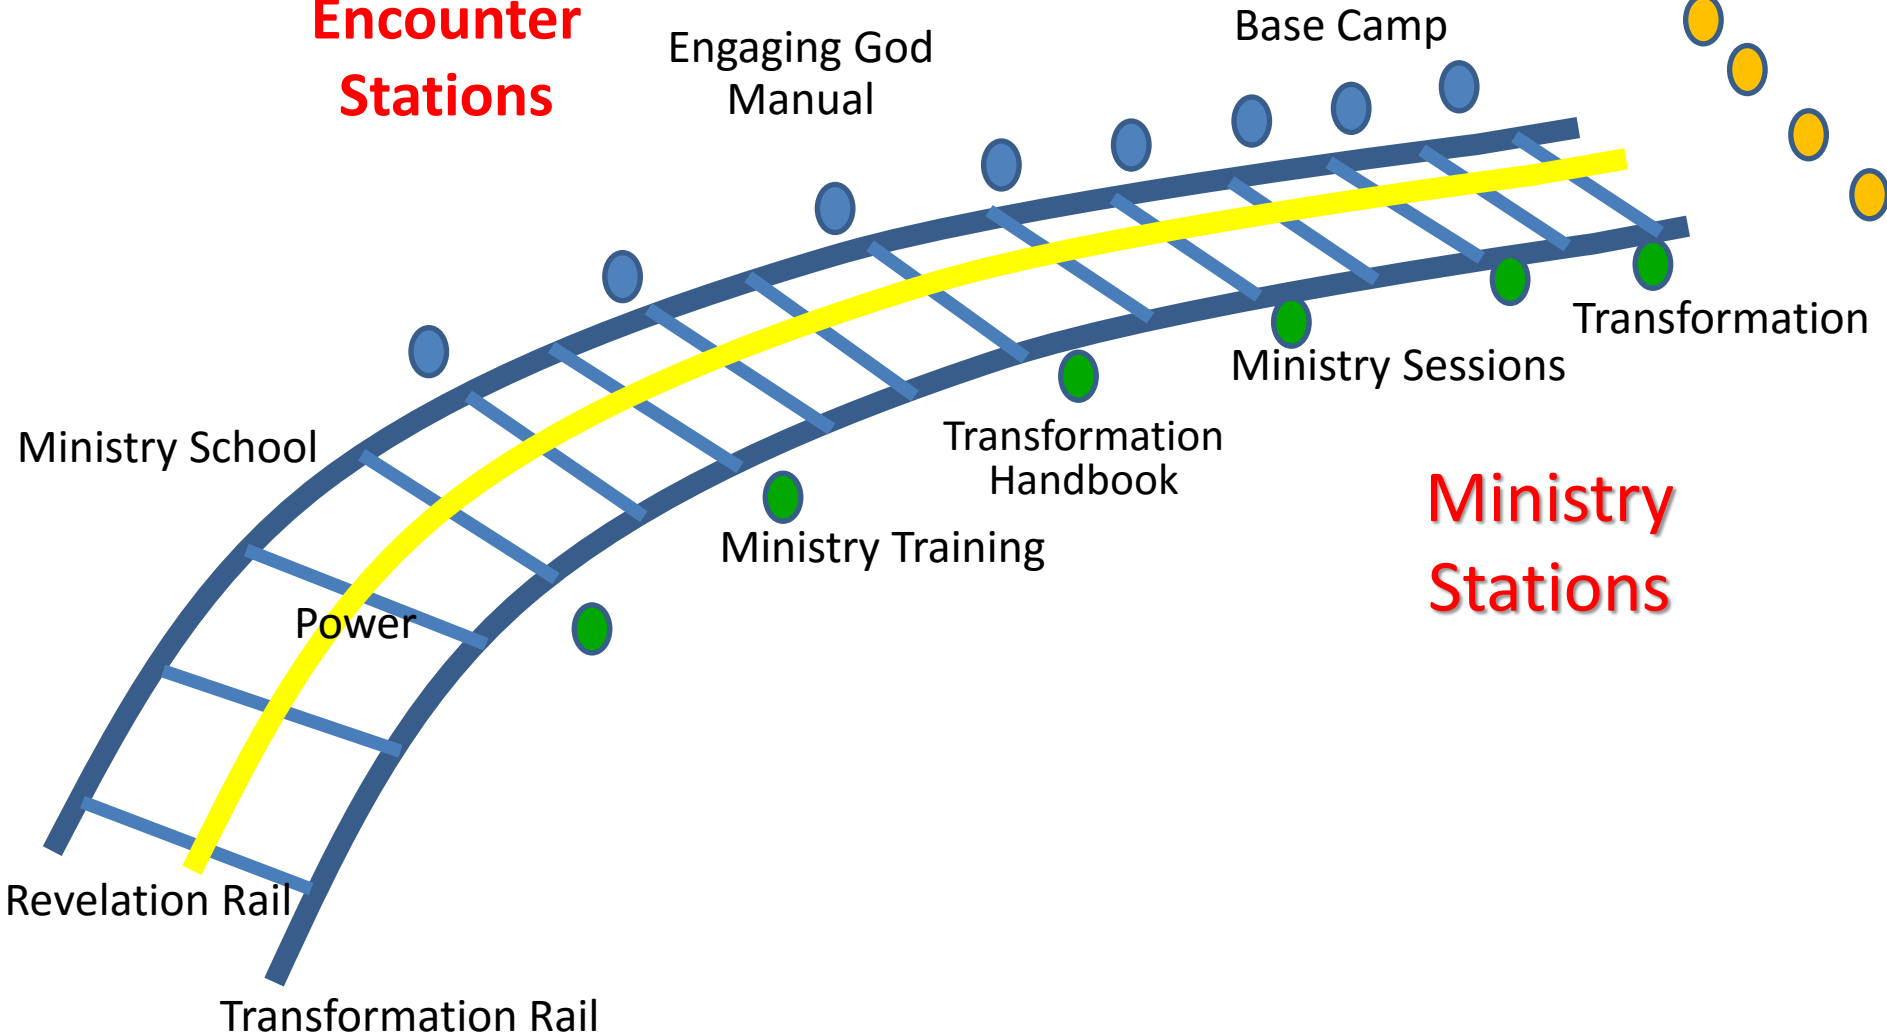 Encounter
Stations
Engaging God
Manual
Base Camp
Transformation
Ministry Sessions
Ministry School
Transformation
Handbook
Ministry
Stations
Ministry Training
Power
Revelation Rail
Transformation Rail